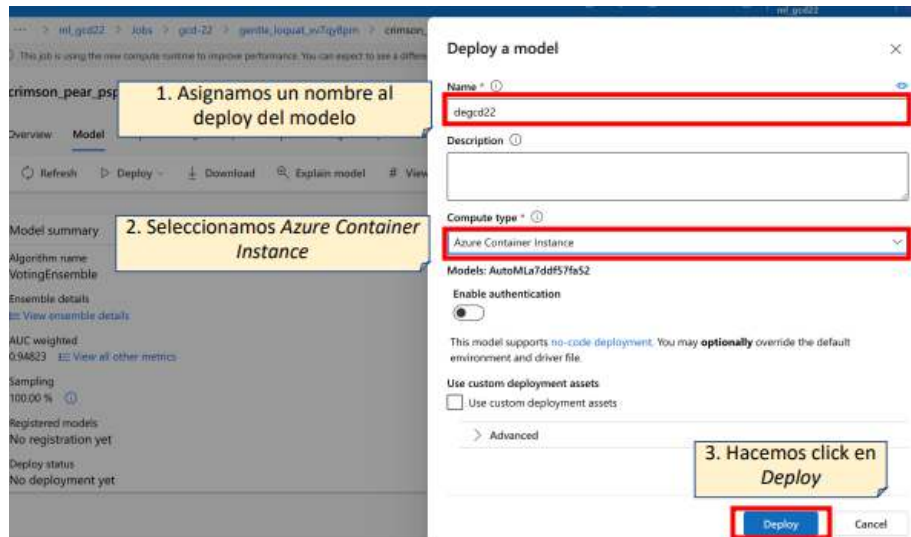 ml_gcd22
ml_gcd22 > Jobs > gcd-22 > > crimson_
This job is using the new compute runtime to improve performance. You can expect to see a differe
crimson_pear_psp
1. Asignamos un nombre al
deploy del modelo
Overview Model
Refresh Deploy Download Explain model # View
Model summary
2. Seleccionamos Azure Container
Instance
Algorithm name
VotingEnsemble
Ensemble details
View ensemble details
AUC weighted
0.94823 View all other metrics
Sampling
100.00 %
Registered models
No registration yet
Deploy status
No deployment yet
Deploy a model
Name *
degcd22
Description
Compute type *
Azure Container Instance
Models: AutoMLa7ddf57fa52
Enable authentication
This model supports no-code deployment. You may optionally override the default
environment and driver file.
Use custom deployment assets
Use custom deployment assets
Advanced
3. Hacemos click en
Deploy
Deploy Cancel